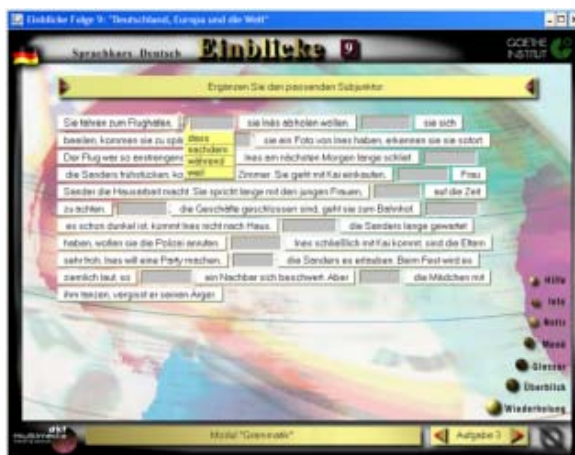 Einblicke Folge 9: "Deutschland, Europa und die Welt"
Sprachkurs Deutsch Einblicke 9
GOETHE INSTITUT
Ergänzen Sie den passenden Subjunktor.
Sie fahren zum Flughafen, sie Inés abholen wollen. sie sich
beeilen, kommen sie zu spät. sie ein Foto von Inés haben, erkennen sie sie sofort.
Der Flug war so anstrengend, Inés am nächsten Morgen lange schläft.
die Sanders frühstücken, Zimmer. Sie geht mit Kai einkaufen, Frau
Sander die Hausarbeit macht. Sie spricht lange mit den jungen Frauen, auf die Zeit
zu achten. die Geschäfte geschlossen sind, geht sie zum Bahnhof.
es schon dunkel ist, kommt Inés nicht nach Haus. die Sanders lange gewartet
haben, wollen sie die Polizei anrufen. Inés schließlich mit Kai kommt, sind die Eltern
sehr froh. Inés will eine Party machen, die Sanders es erlauben. Beim Fest wird es
ziemlich laut, so ein Nachbar sich beschwert. Aber die Mädchen mit
ihm tanzen, vergisst er seinen Ärger.
dass
nachdem
während
weil
Hilfe
Info
Notiz
Menü
Glossar
Überblick
Wiederholung
Modul "Grammatik"
Aufgabe 3